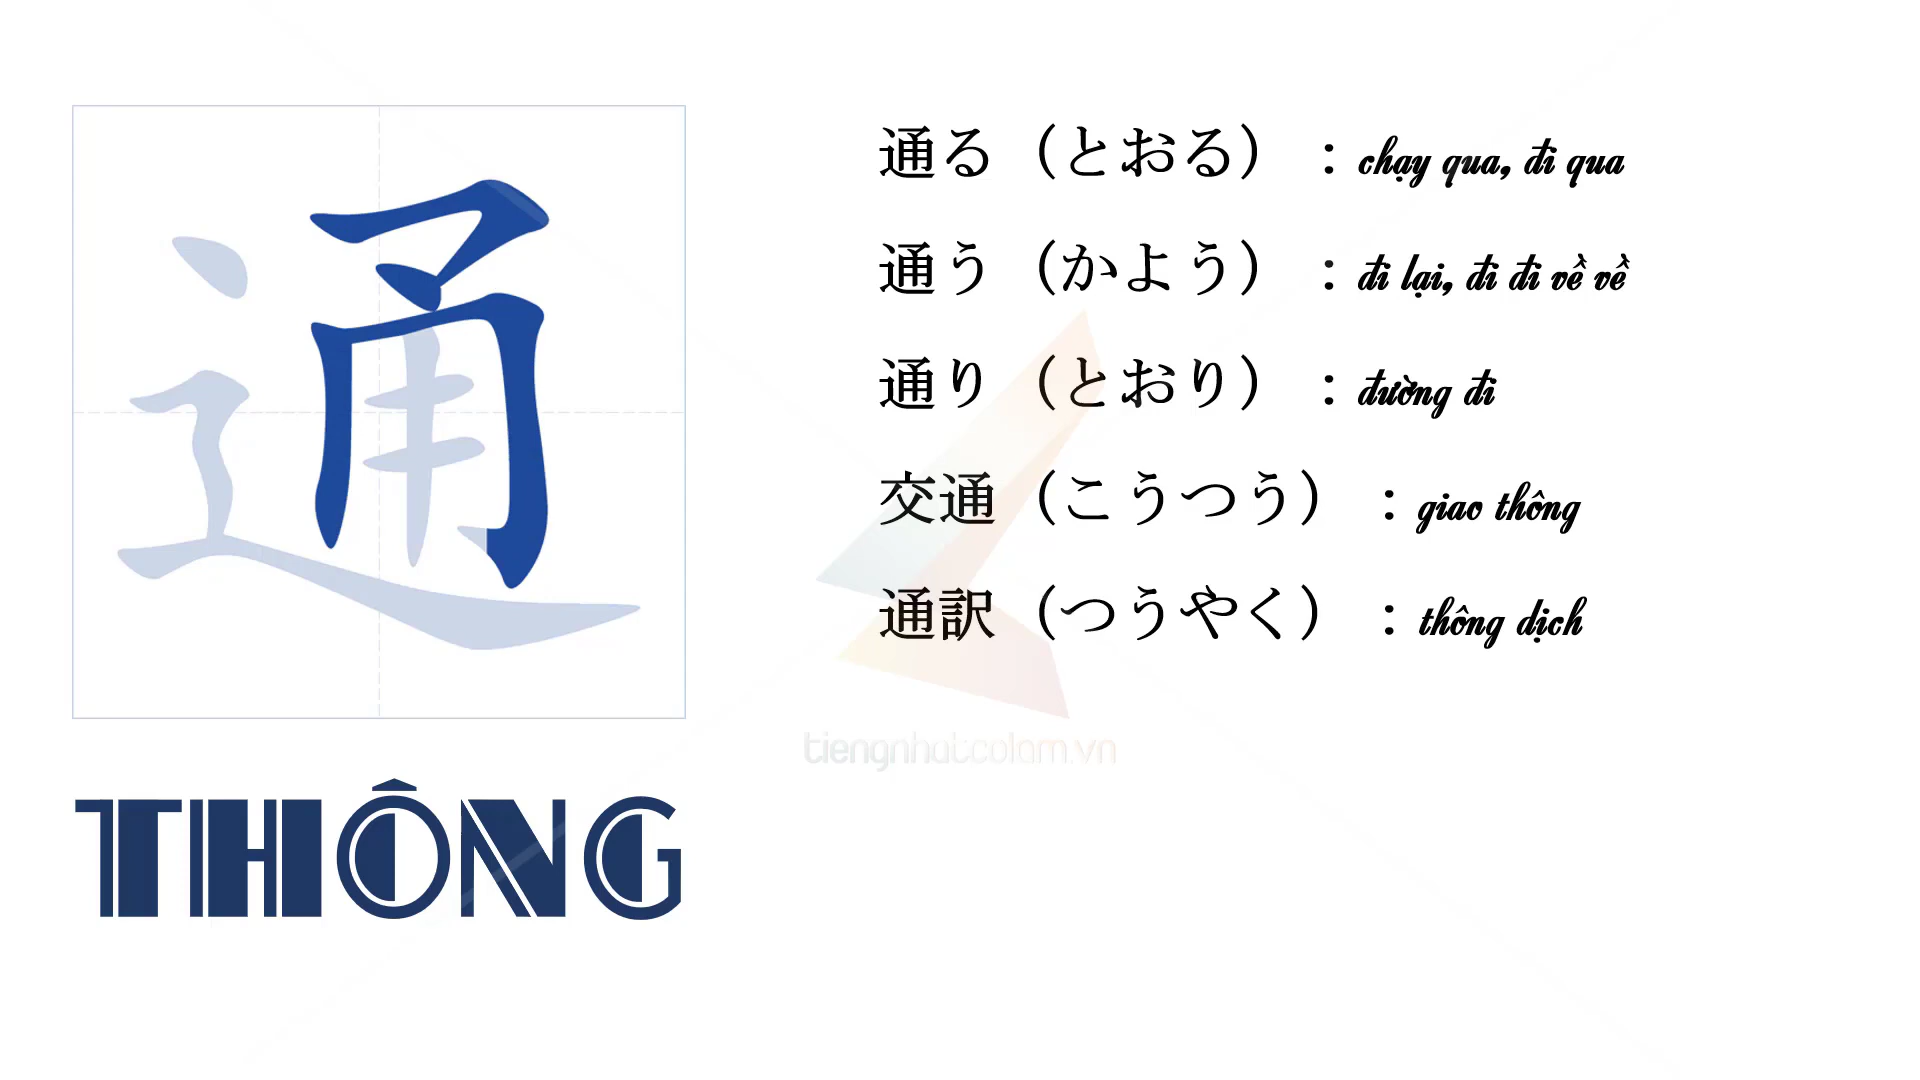 通
THÔNG
通る（とおる） : chạy qua, đi qua
通う（かよう） : đi lại, đi đi về về
通り（とおり） : đường đi
交通（こうつう） : giao thông
通訳（つうやく） : thông dịch
tiengnhatcolam.vn